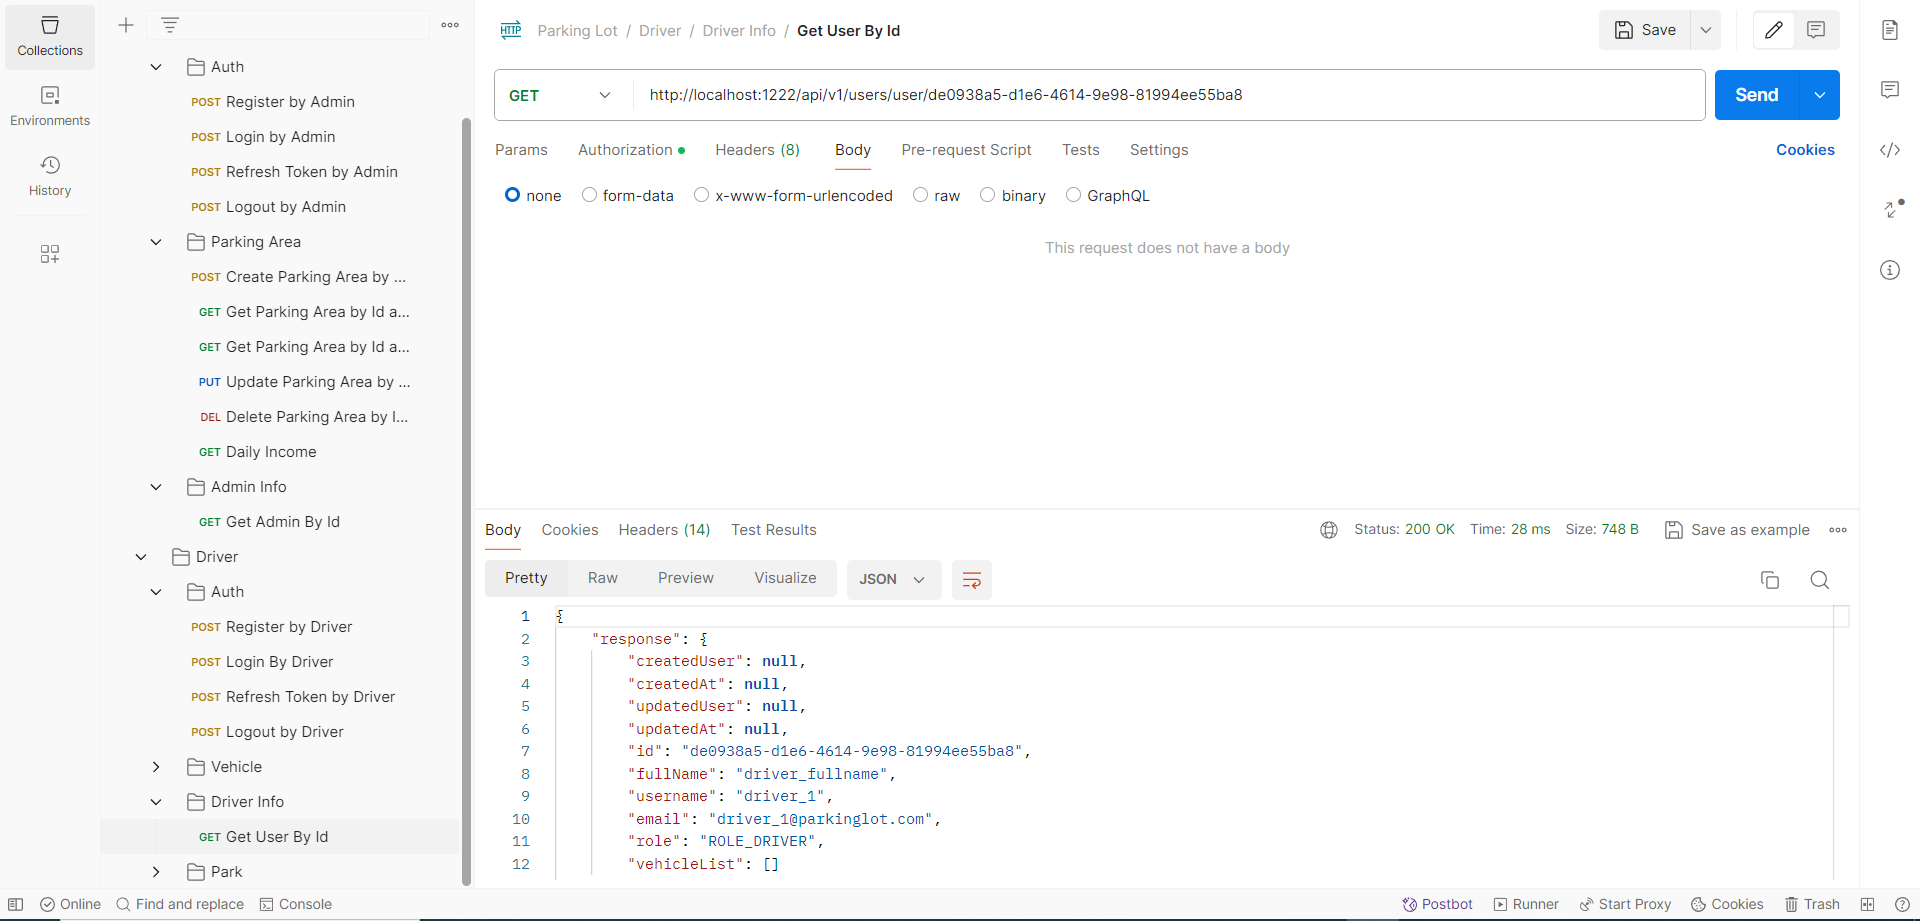 Collections
Environments
History
Auth
POST Register by Admin
POST Login by Admin
POST Refresh Token by Admin
POST Logout by Admin
Parking Area
POST Create Parking Area by ...
GET Get Parking Area by Id a...
GET Get Parking Area by Id a...
PUT Update Parking Area by ...
DEL Delete Parking Area by I...
GET Daily Income
Admin Info
GET Get Admin By Id
Driver
Auth
POST Register by Driver
POST Login By Driver
POST Refresh Token by Driver
POST Logout by Driver
Vehicle
Driver Info
GET Get User By Id
Park
HTTP Parking Lot / Driver / Driver Info / Get User By Id
Save
GET http://localhost:1222/api/v1/users/user/de0938a5-d1e6-4614-9e98-81994ee55ba8 Send
Params Authorization Headers (8) Body Pre-request Script Tests Settings Cookies
none form-data x-www-form-urlencoded raw binary GraphQL
This request does not have a body
Body Cookies Headers (14) Test Results Status: 200 OK Time: 28 ms Size: 748 B Save as example
Pretty Raw Preview Visualize JSON
1 {
2 "response": {
3 "createdUser": null,
4 "createdAt": null,
5 "updatedUser": null,
6 "updatedAt": null,
7 "id": "de0938a5-d1e6-4614-9e98-81994ee55ba8",
8 "fullName": "driver_fullname",
9 "username": "driver_1",
10 "email": "driver_1@parkinglot.com",
11 "role": "ROLE_DRIVER",
12 "vehicleList": []
Online Find and replace Console Postbot Runner Start Proxy Cookies Trash